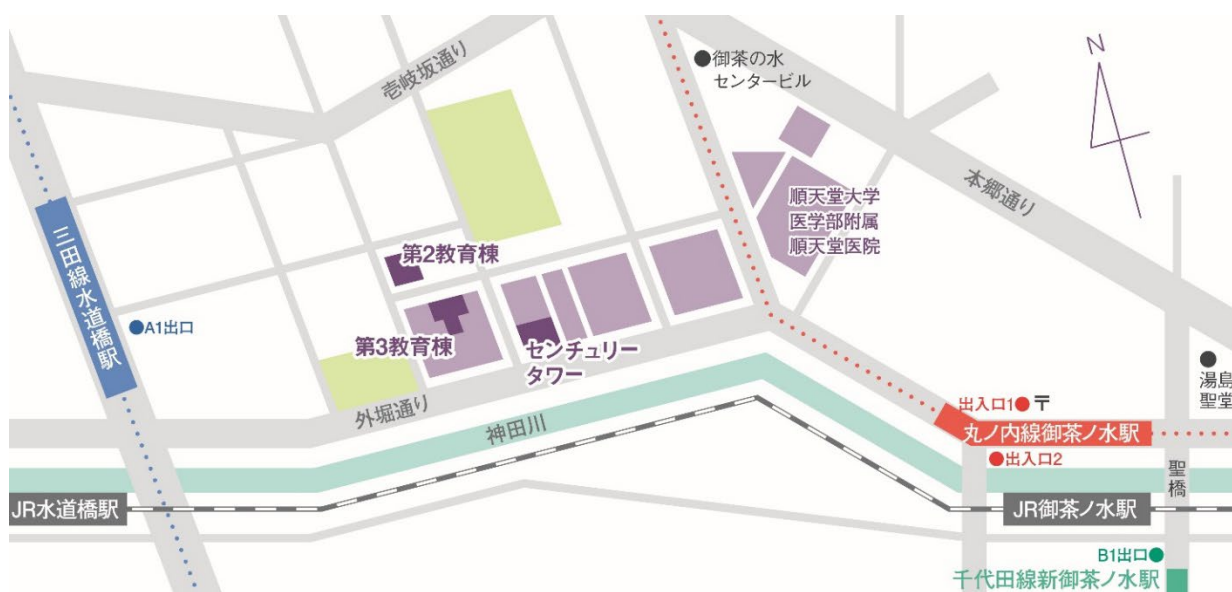 壱岐坂通り
御茶の水
センタービル
N
本郷通り
順天堂大学
医学部附属
順天堂医院
第2教育棟
三田線水道橋駅
A1出口
第3教育棟
センチュリー
タワー
外堀通り
神田川
湯島
聖堂
出入口1 〒
丸ノ内線御茶ノ水駅
出入口2
聖橋
JR水道橋駅
JR御茶ノ水駅
B1出口
千代田線新御茶ノ水駅